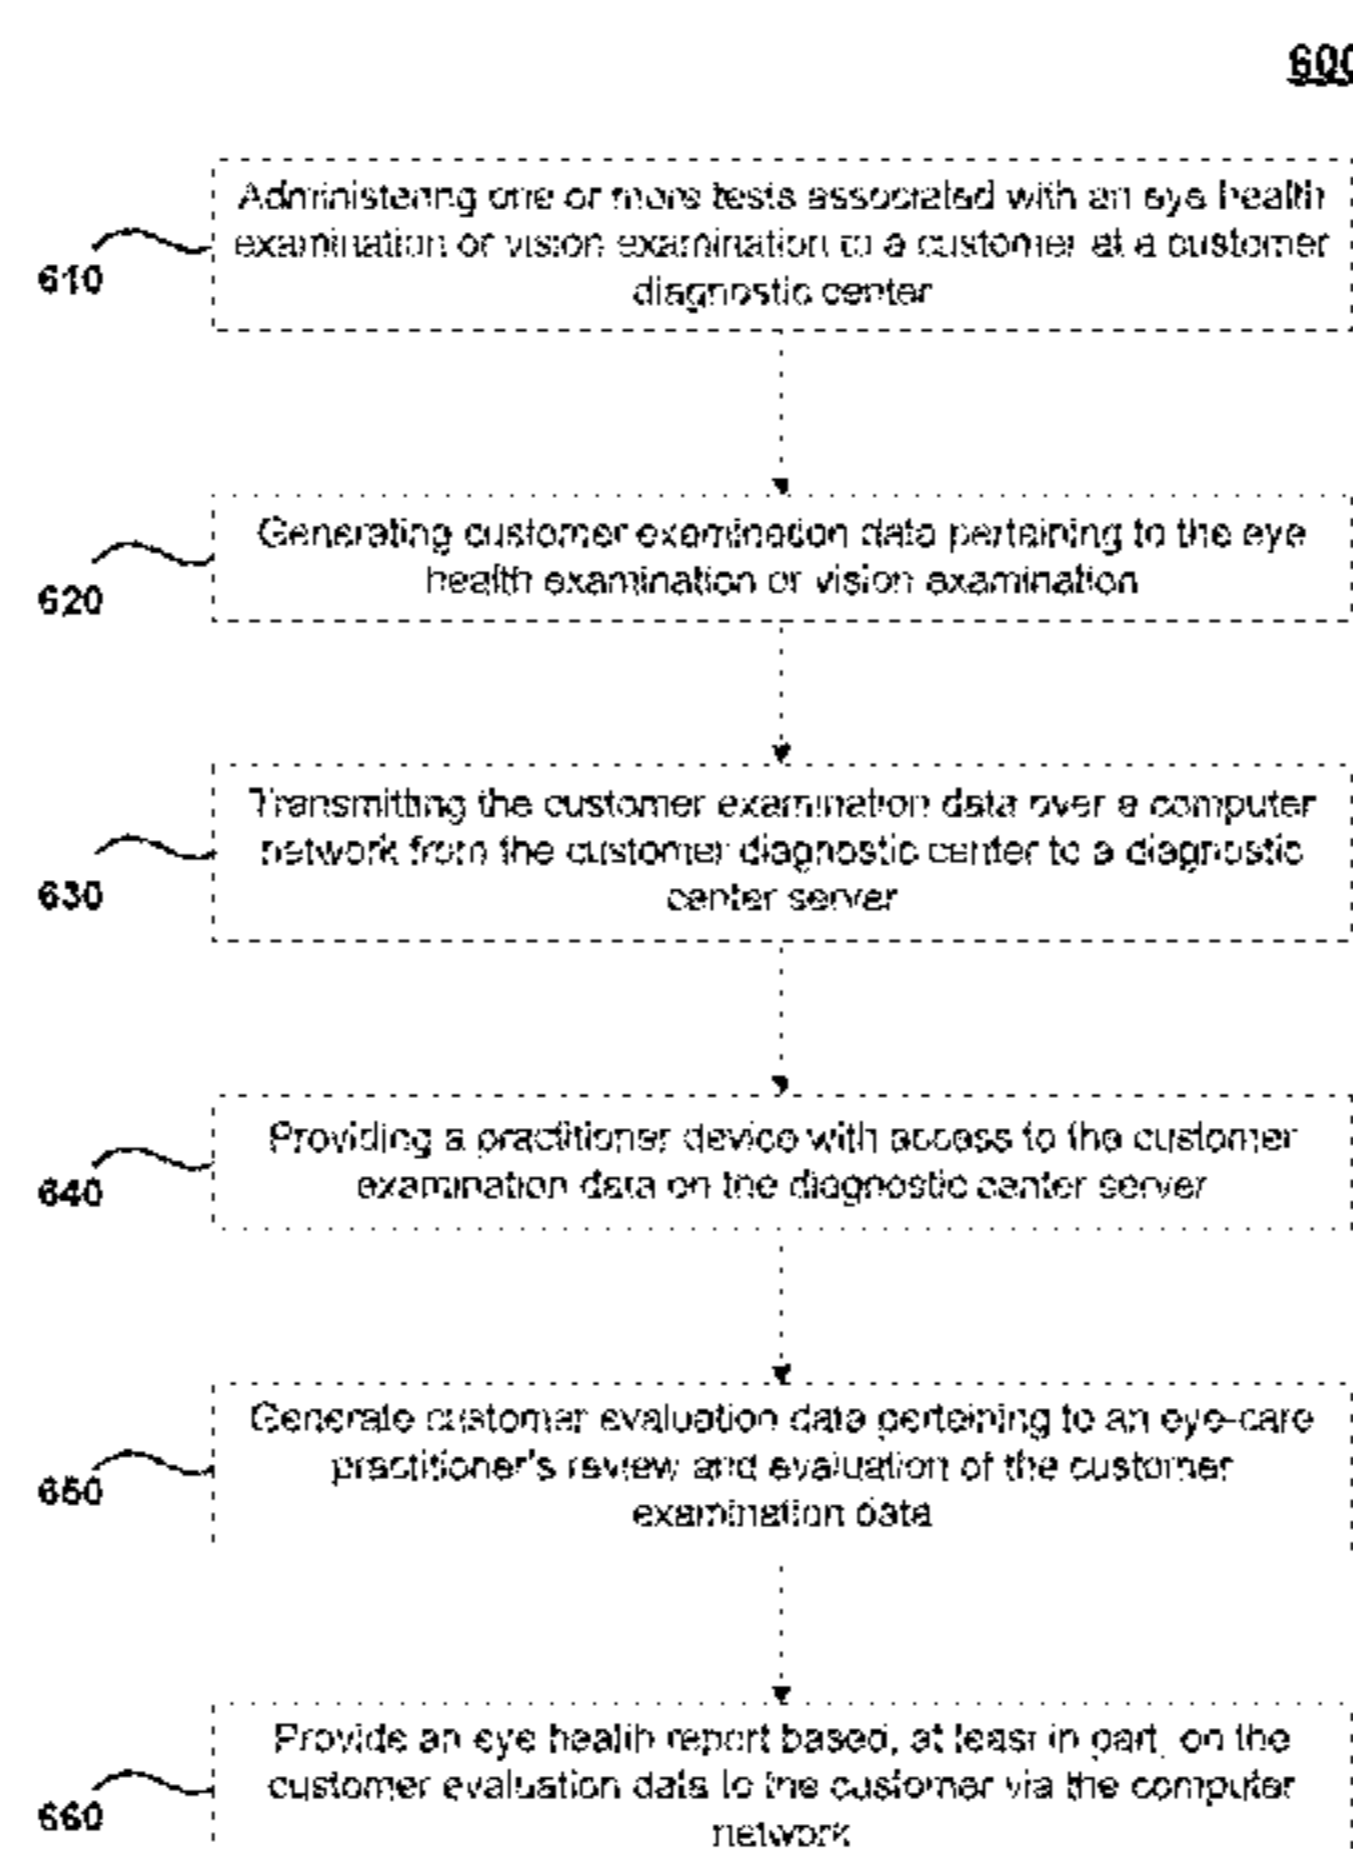 600
Administering one or more tests associated with an eye health
examination or vision examination to a customer at a customer
diagnostic center
610
Generating customer examination data pertaining to the eye
health examination or vision examination
620
Transmitting the customer examination data over a computer
network from the customer diagnostic center to a diagnostic
center server
630
Providing a practitioner device with access to the customer
examination data on the diagnostic center server
640
Generate customer evaluation data pertaining to an eye-care
practitioner's review and evaluation of the customer
examination data
650
Provide an eye health report based, at least in part, on the
customer evaluation data to the customer via the computer
network
660